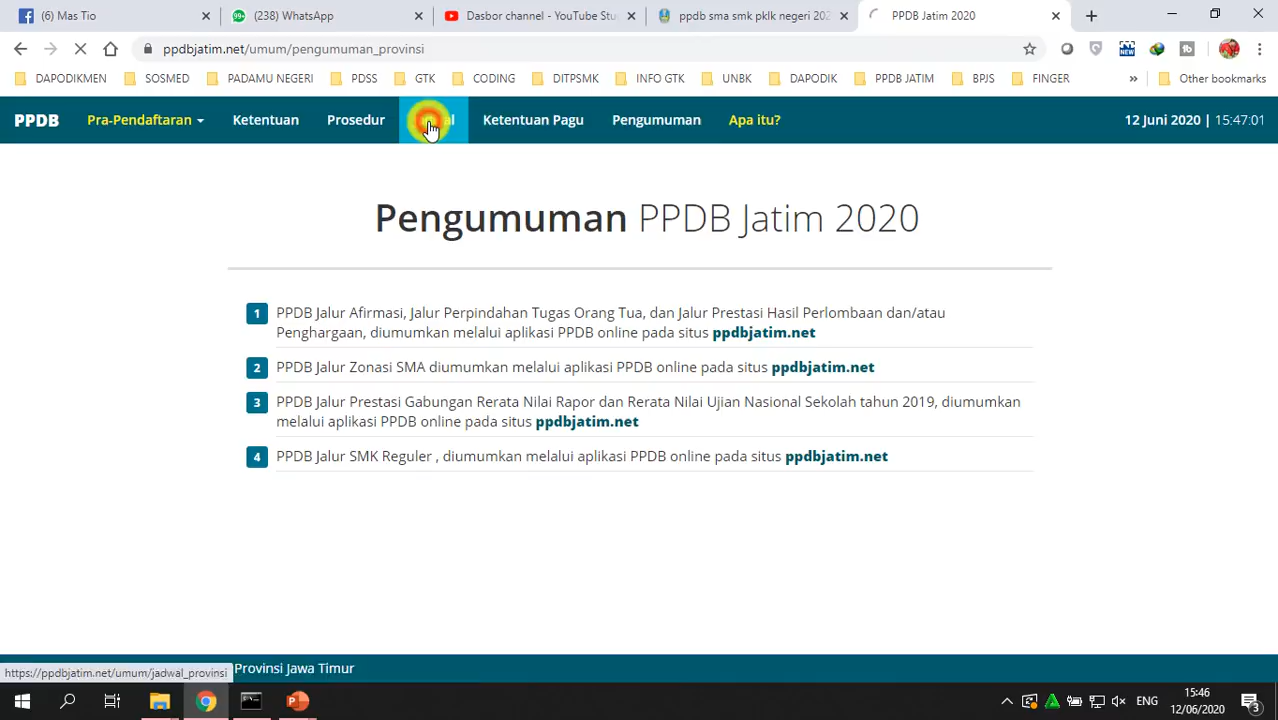 (6) Mas Tio
(238) WhatsApp
Dasbor channel - YouTube Stu
ppdb sma smk pklk negeri 202
PPDB Jatim 2020
ppdbjatim.net/umum/pengumuman_provinsi
DAPODIKMEN SOSMED PADAMU NEGERI PDSS GTK CODING DITPSMK INFO GTK UNBK DAPODIK PPDB JATIM BPJS FINGER » Other bookmarks
PPDB Pra-Pendaftaran Ketentuan Prosedur Ketentuan Pagu Pengumuman Apa itu? 12 Juni 2020 | 15:47:01
Pengumuman PPDB Jatim 2020
1 PPDB Jalur Afirmasi, Jalur Perpindahan Tugas Orang Tua, dan Jalur Prestasi Hasil Perlombaan dan/atau
Penghargaan, diumumkan melalui aplikasi PPDB online pada situs ppdbjatim.net
2 PPDB Jalur Zonasi SMA diumumkan melalui aplikasi PPDB online pada situs ppdbjatim.net
3 PPDB Jalur Prestasi Gabungan Rerata Nilai Rapor dan Rerata Nilai Ujian Nasional Sekolah tahun 2019, diumumkan
melalui aplikasi PPDB online pada situs ppdbjatim.net
4 PPDB Jalur SMK Reguler , diumumkan melalui aplikasi PPDB online pada situs ppdbjatim.net
https://ppdbjatim.net/umum/jadwal_provinsi Provinsi Jawa Timur
ENG
15:46
12/06/2020
3